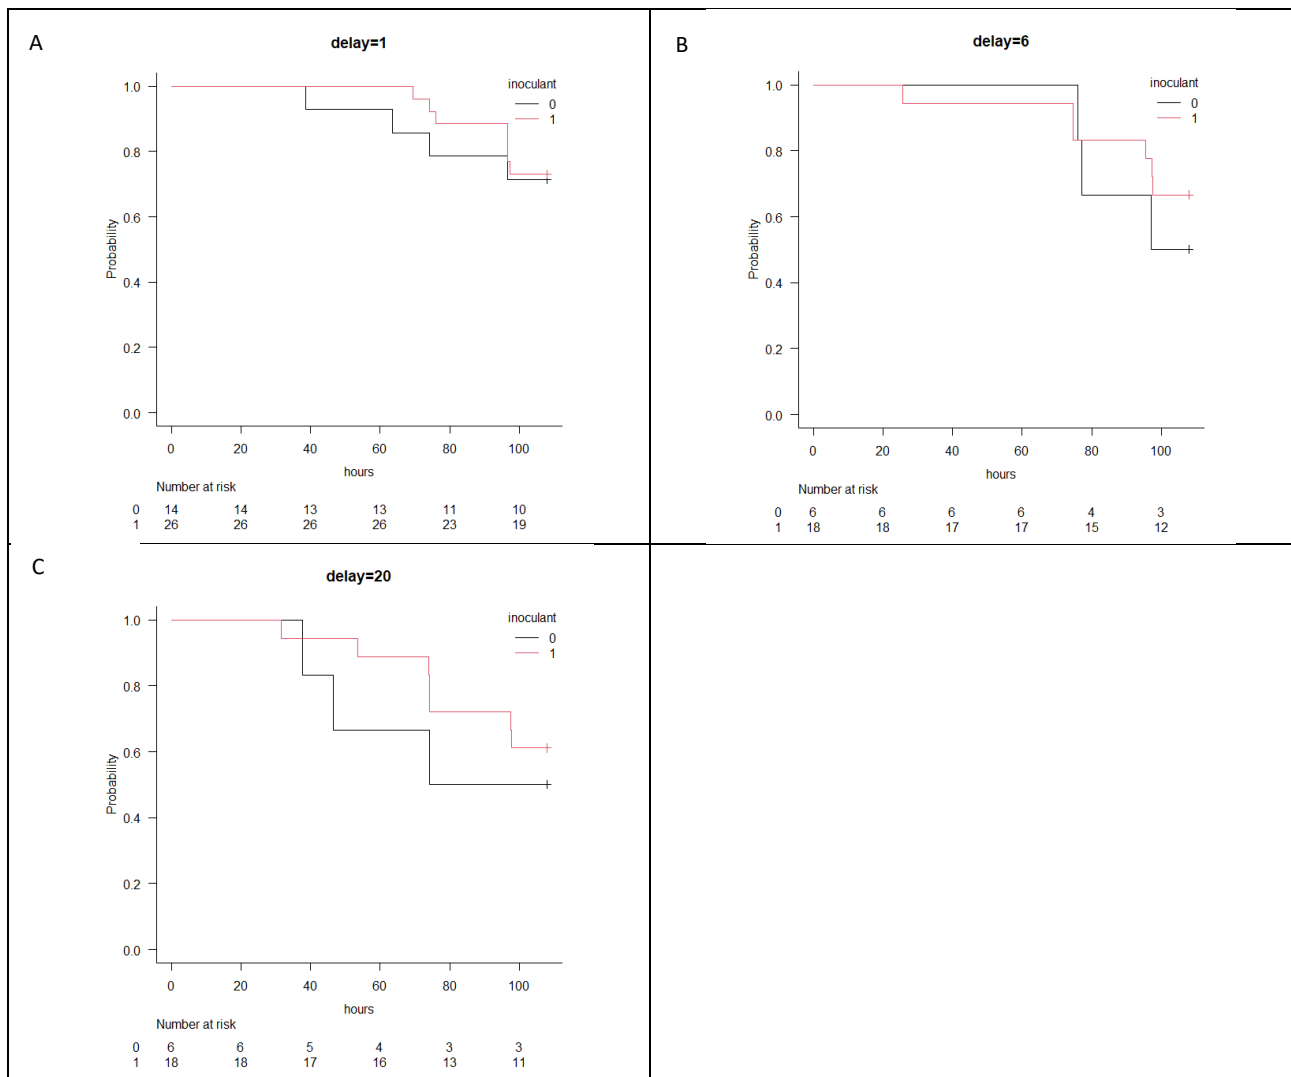 A
delay=1
inoculant
0
1
1.0
0.8
0.6
0.4
0.2
0.0
Probability
0 20 40 60 80 100
hours
Number at risk
0 14 14 13 13 11 10
1 26 26 26 26 23 19
B
delay=6
inoculant
0
1
1.0
0.8
0.6
0.4
0.2
0.0
Probability
0 20 40 60 80 100
hours
Number at risk
0 6 6 6 6 4 3
1 18 18 17 17 15 12
C
delay=20
inoculant
0
1
1.0
0.8
0.6
0.4
0.2
0.0
Probability
0 20 40 60 80 100
hours
Number at risk
0 6 6 5 4 3 3
1 18 18 17 16 13 11